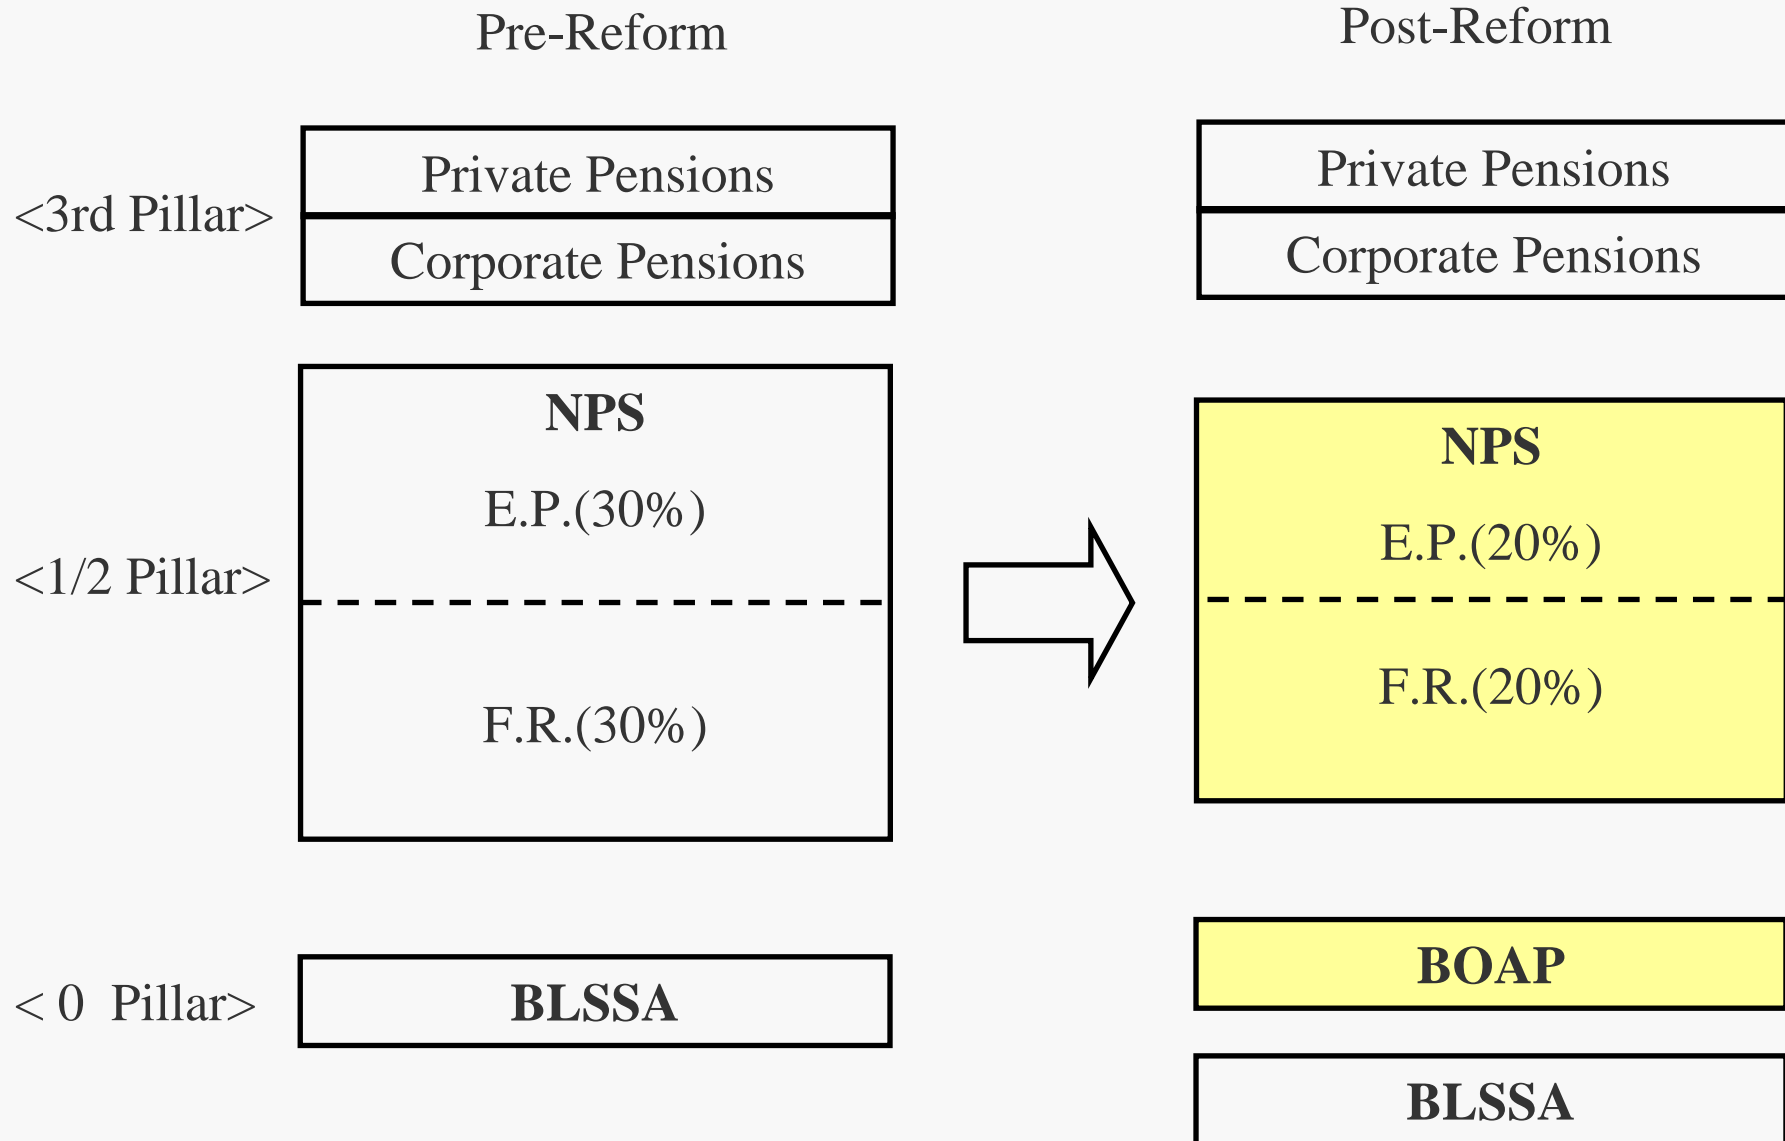 Pre-Reform
Post-Reform
<3rd Pillar>
Private Pensions
Corporate Pensions
Private Pensions
Corporate Pensions
<1/2 Pillar>
NPS
E.P.(30%)
F.R.(30%)
NPS
E.P.(20%)
F.R.(20%)
< 0 Pillar>
BLSSA
BOAP
BLSSA